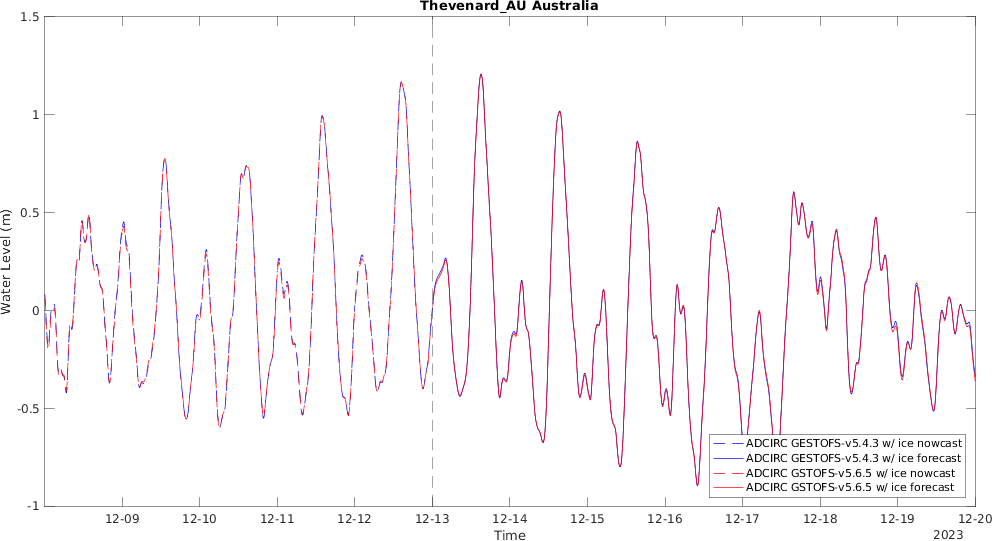 Thevenard_AU Australia
1.5
1
0.5
0
-0.5
-1
Water Level (m)
ADCIRC GESTOFS-v5.4.3 w/ ice nowcast
ADCIRC GESTOFS-v5.4.3 w/ ice forecast
ADCIRC GSTOFS-v5.6.5 w/ ice nowcast
ADCIRC GSTOFS-v5.6.5 w/ ice forecast
12-09 12-10 12-11 12-12 12-13 12-14 12-15 12-16 12-17 12-18 12-19 12-20
Time
2023